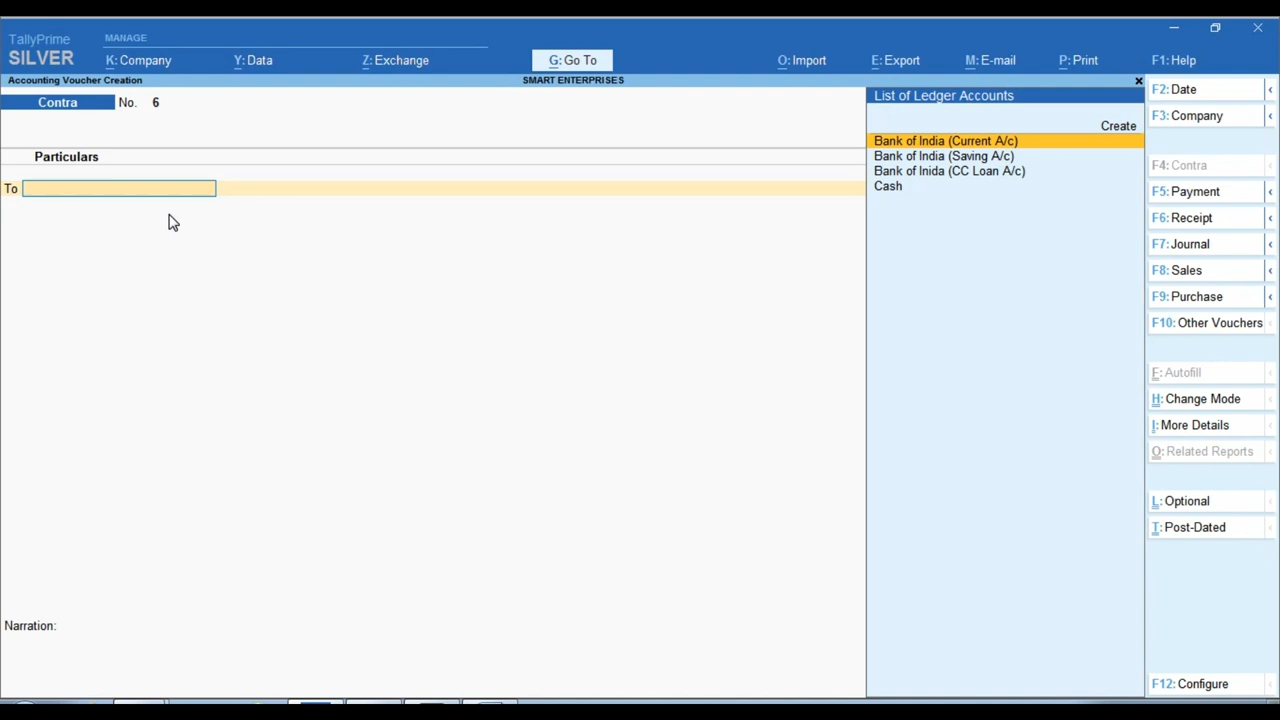 TallyPrime
SILVER
MANAGE
K: Company
Y: Data
Z: Exchange
G: Go To
O: Import
E: Export
M: E-mail
P: Print
F1: Help
Accounting Voucher Creation
SMART ENTERPRISES
Contra No. 6
Particulars
To
Narration:
List of Ledger Accounts
Create
Bank of India (Current A/c)
Bank of India (Saving A/c)
Bank of Inida (CC Loan A/c)
Cash
F2: Date
F3: Company
F4: Contra
F5: Payment
F6: Receipt
F7: Journal
F8: Sales
F9: Purchase
F10: Other Vouchers
F: Autofill
H: Change Mode
I: More Details
O: Related Reports
L: Optional
T: Post-Dated
F12: Configure